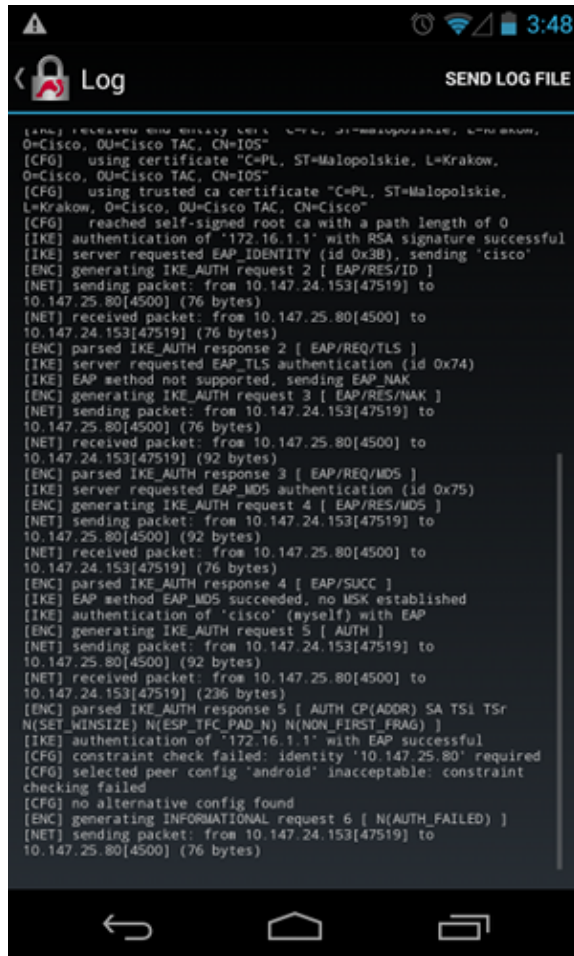 3:48
Log
SEND LOG FILE
[IKE] received end entity cert "C=PL, ST=Malopolskie, L=Krakow,
O=Cisco, OU=Cisco TAC, CN=IOS"
[CFG]   using certificate "C=PL, ST=Malopolskie, L=Krakow,
O=Cisco, OU=Cisco TAC, CN=IOS"
[CFG]   using trusted ca certificate "C=PL, ST=Malopolskie,
L=Krakow, O=Cisco, OU=Cisco TAC, CN=Cisco"
[CFG]   reached self-signed root ca with a path length of 0
[IKE] authentication of '172.16.1.1' with RSA signature successful
[IKE] server requested EAP_IDENTITY (id 0x3B), sending 'cisco'
[ENC] generating IKE_AUTH request 2 [ EAP/RES/ID ]
[NET] sending packet: from 10.147.24.153[47519] to
10.147.25.80[4500] (76 bytes)
[NET] received packet: from 10.147.25.80[4500] to
10.147.24.153[47519] (76 bytes)
[ENC] parsed IKE_AUTH response 2 [ EAP/REQ/TLS ]
[IKE] server requested EAP_TLS authentication (id 0x74)
[IKE] EAP method not supported, sending EAP_NAK
[ENC] generating IKE_AUTH request 3 [ EAP/RES/NAK ]
[NET] sending packet: from 10.147.24.153[47519] to
10.147.25.80[4500] (76 bytes)
[NET] received packet: from 10.147.25.80[4500] to
10.147.24.153[47519] (92 bytes)
[ENC] parsed IKE_AUTH response 3 [ EAP/REQ/MD5 ]
[IKE] server requested EAP_MD5 authentication (id 0x75)
[ENC] generating IKE_AUTH request 4 [ EAP/RES/MD5 ]
[NET] sending packet: from 10.147.24.153[47519] to
10.147.25.80[4500] (92 bytes)
[NET] received packet: from 10.147.25.80[4500] to
10.147.24.153[47519] (76 bytes)
[ENC] parsed IKE_AUTH response 4 [ EAP/SUCC ]
[IKE] EAP method EAP_MD5 succeeded, no MSK established
[IKE] authentication of 'cisco' (myself) with EAP
[ENC] generating IKE_AUTH request 5 [ AUTH ]
[NET] sending packet: from 10.147.24.153[47519] to
10.147.25.80[4500] (92 bytes)
[NET] received packet: from 10.147.25.80[4500] to
10.147.24.153[47519] (236 bytes)
[ENC] parsed IKE_AUTH response 5 [ AUTH CP(ADDR) SA TSi TSr
N(SET_WINSIZE) N(ESP_TFC_PAD_N) N(NON_FIRST_FRAG) ]
[IKE] authentication of '172.16.1.1' with EAP successful
[CFG] constraint check failed: identity '10.147.25.80' required
[CFG] selected peer config 'android' inacceptable: constraint
checking failed
[CFG] no alternative config found
[ENC] generating INFORMATIONAL request 6 [ N(AUTH_FAILED) ]
[NET] sending packet: from 10.147.24.153[47519] to
10.147.25.80[4500] (76 bytes)